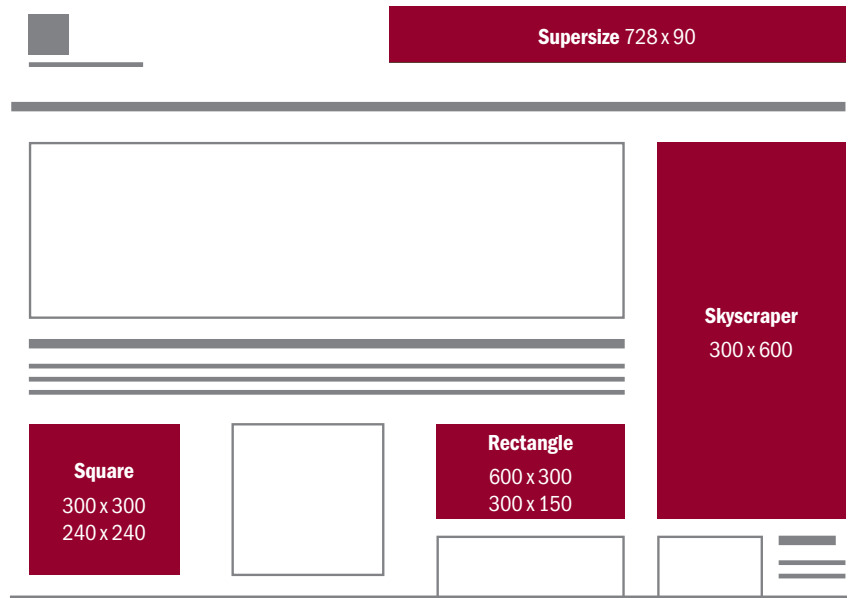 Supersize 728 x 90
Skyscraper
300 x 600
Square
300 x 300
240 x 240
Rectangle
600 x 300
300 x 150